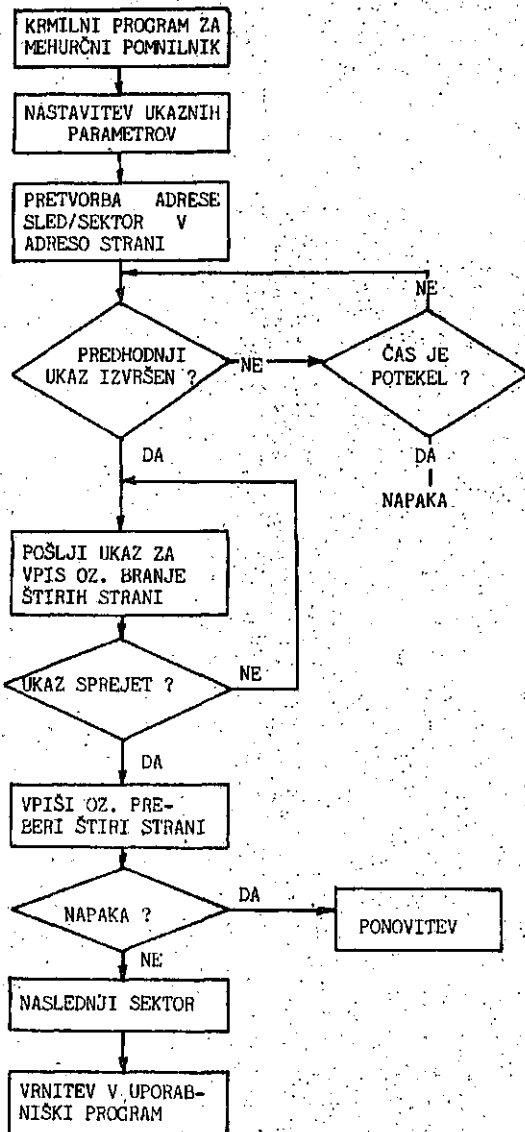 KRMILNI PROGRAM ZA
MEHURČNI POMNILNIK
NASTAVITEV UKAZNIH
PARAMETROV
PRETVORBA ADRESE
SLED/SEKTOR V
ADRESO STRANI
NE
PREDHODNJI
UKAZ IZVRŠEN ?
NE
ČAS JE
POTEKEL ?
DA
DA
NAPAKA
POŠLJI UKAZ ZA
VPIS OZ. BRANJE
ŠTIRIH STRANI
UKAZ SPREJET ?
NE
DA
VPIŠI OZ. PRE-
BERI ŠTIRI STRANI
NAPAKA ?
DA
PONOVITEV
NE
NASLEDNJI SEKTOR
VRNITEV V UPORAB-
NIŠKI PROGRAM